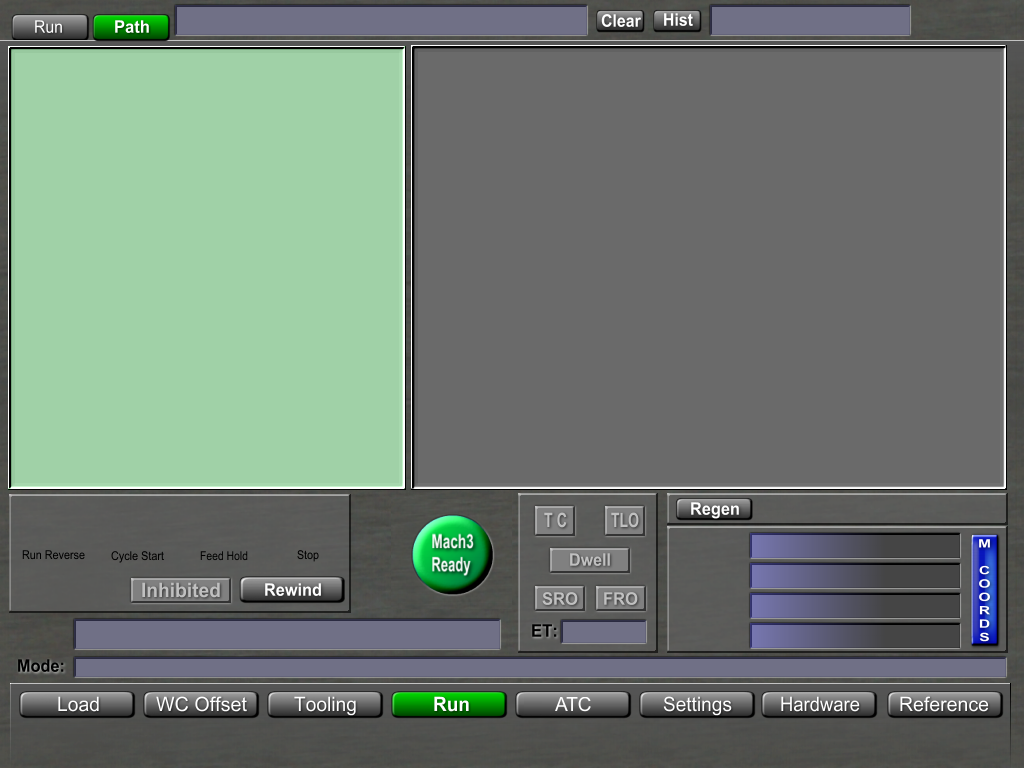 Run
Path
Clear
Hist
Run Reverse
Cycle Start
Feed Hold
Stop
Inhibited
Rewind
Mach3
Ready
T C
TLO
Dwell
SRO
FRO
ET:
Regen
M COORDS
Mode:
Load
WC Offset
Tooling
Run
ATC
Settings
Hardware
Reference